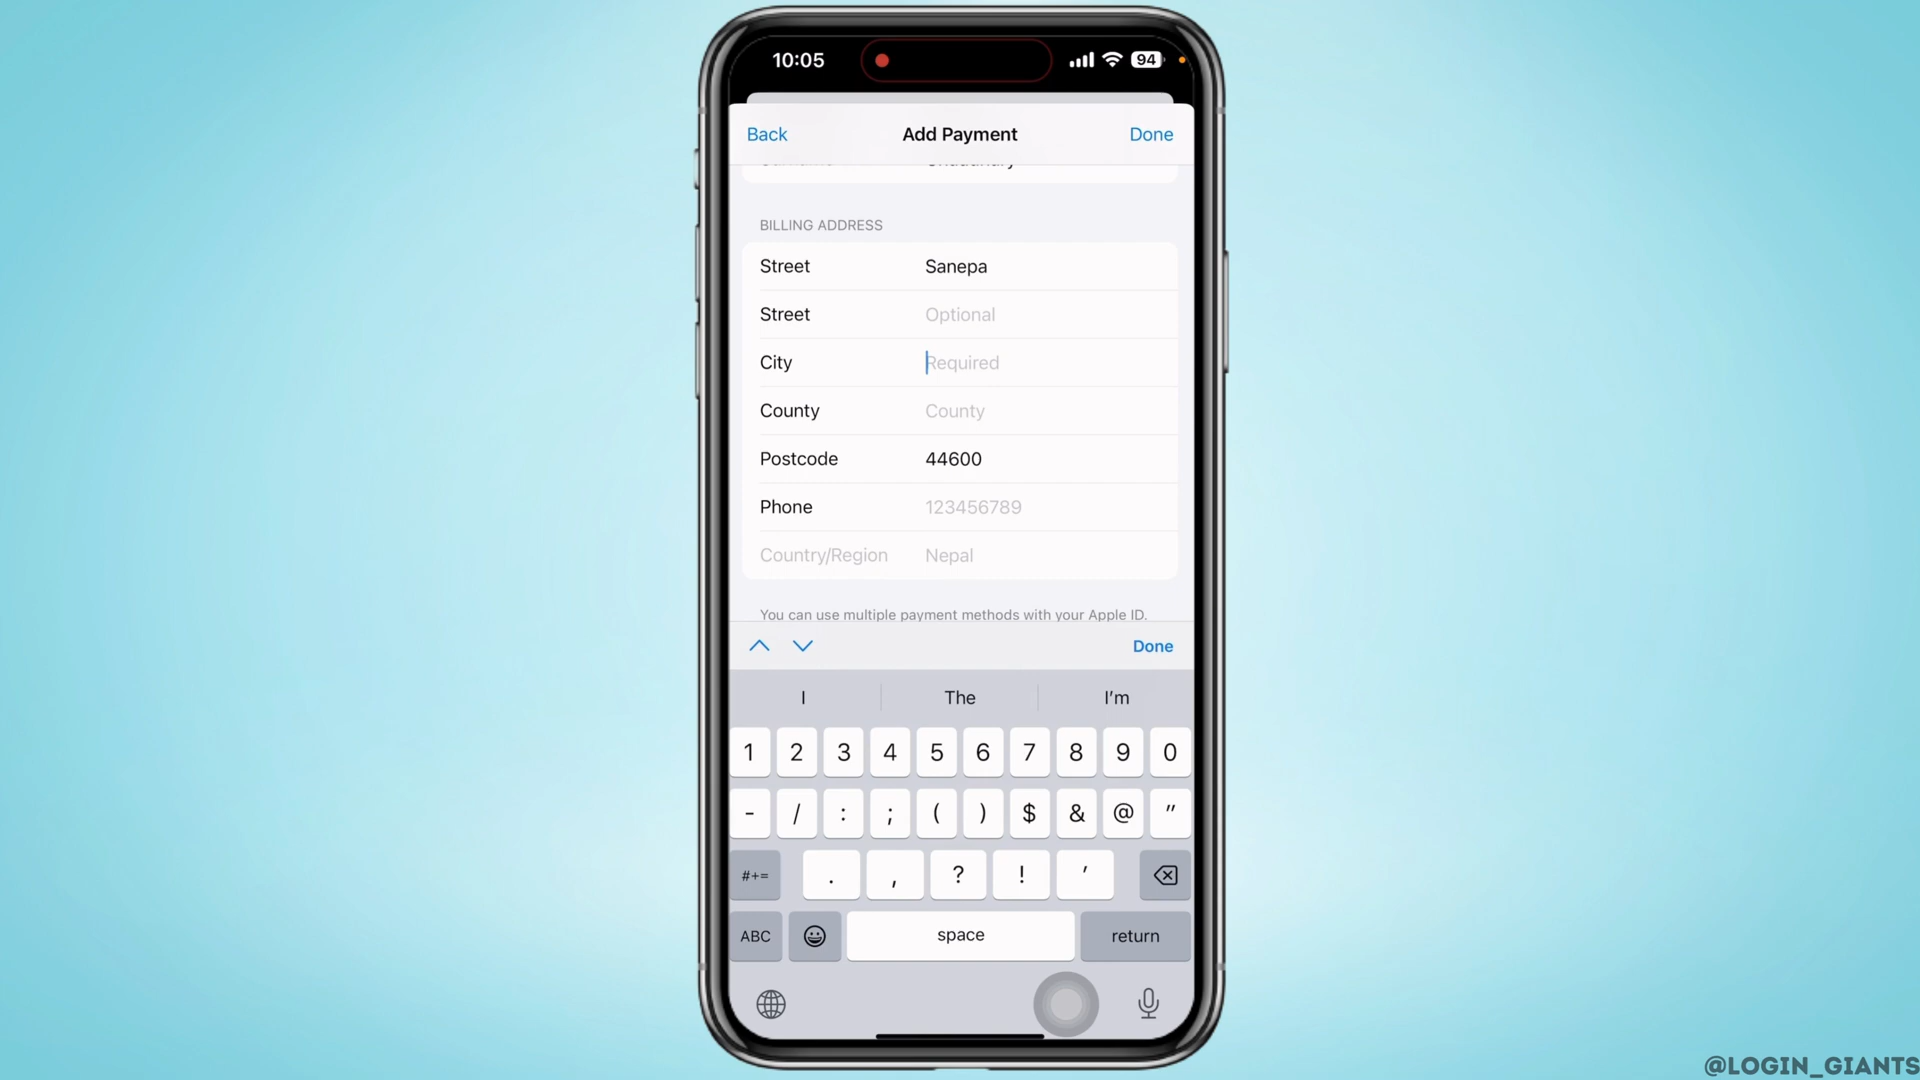 10:05
94
Back Add Payment Done
BILLING ADDRESS
Street Sanepa
Street Optional
City Required
County County
Postcode 44600
Phone 123456789
Country/Region Nepal
You can use multiple payment methods with your Apple ID.
Done
I The I'm
1 2 3 4 5 6 7 8 9 0
- / : ; ( ) $ & @ "
#+= . , ? ! '
ABC space return
@LOGIN_GIANTS